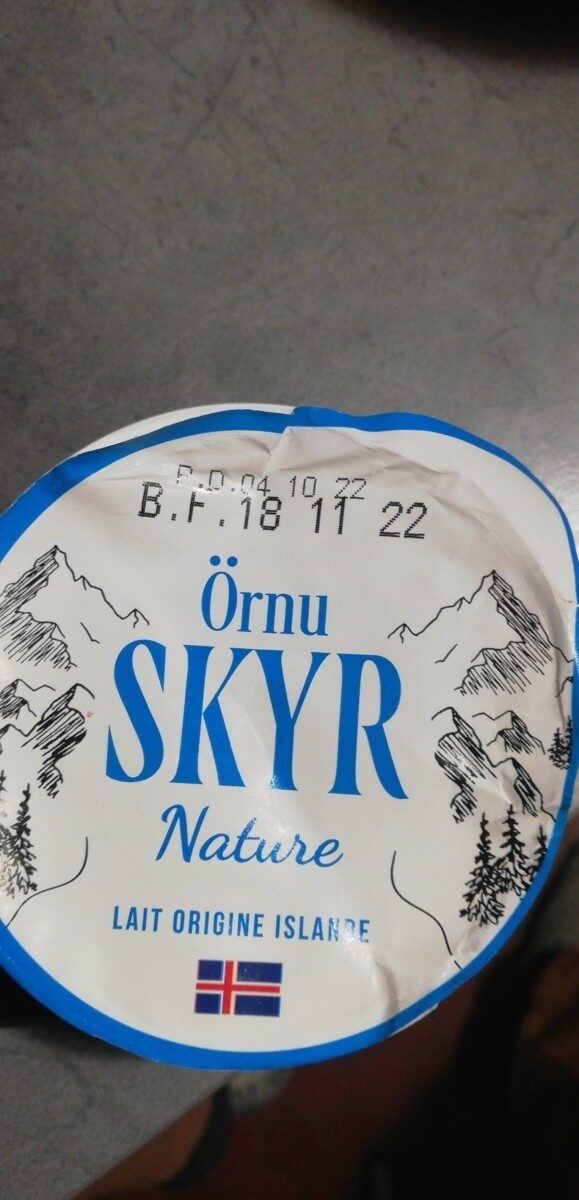 P.D.04 10 22
B.F.18 11 22
Örnu
SKYR
Nature
LAIT ORIGINE ISLANDE